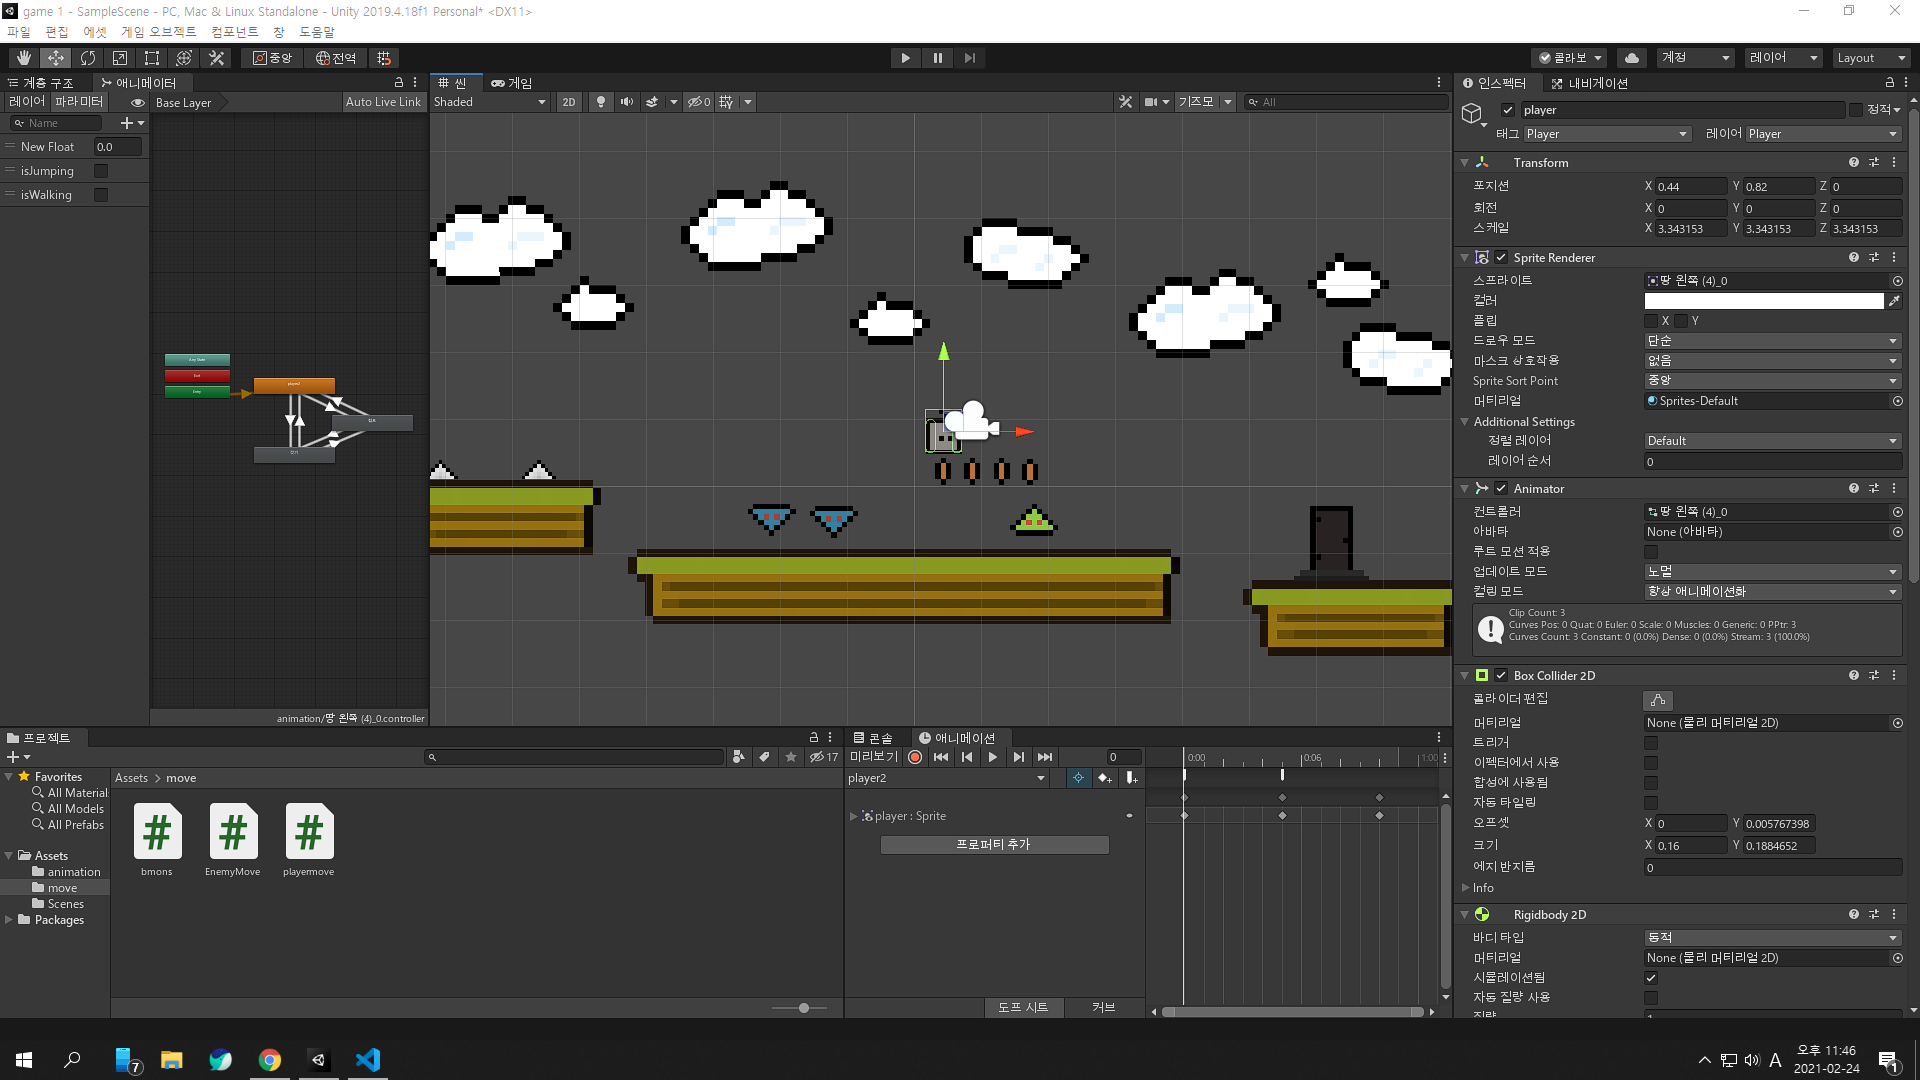 game 1 - SampleScene - PC, Mac & Linux Standalone - Unity 2019.4.18f1 Personal* <DX11>
파일 편집 에셋 게임 오브젝트 컴포넌트 창 도움말
중앙 전역 콜라보 계정 레이어 Layout
계층 구조 애니메이터
레이어 파라미터 Base Layer Auto Live Link
Name
New Float 0.0
isJumping
isWalking
Any State
Exit
Entry
player2
animation/땅 왼쪽 (4)_0.controller
씬 게임
Shaded 2D 0 기즈모 All
인스펙터 내비게이션
player 정적
태그 Player 레이어 Player
Transform
포지션 X 0.44 Y 0.82 Z 0
회전 X 0 Y 0 Z 0
스케일 X 3.343153 Y 3.343153 Z 3.343153
Sprite Renderer
스프라이트 땅 왼쪽 (4)_0
컬러
플립 X Y
드로우 모드 단순
마스크 상호작용 없음
Sprite Sort Point 중앙
머티리얼 Sprites-Default
Additional Settings
정렬 레이어 Default
레이어 순서 0
Animator
컨트롤러 땅 왼쪽 (4)_0
아바타 None (아바타)
루트 모션 적용
업데이트 모드 노멀
컬링 모드 항상 애니메이션화
Clip Count: 3
Curves Pos: 0 Quat: 0 Euler: 0 Scale: 0 Muscles: 0 Generic: 0 PPtr: 3
Curves Count: 3 Constant: 0 (0.0%) Dense: 0 (0.0%) Stream: 3 (100.0%)
Box Collider 2D
콜라이더 편집
머티리얼 None (물리 머티리얼 2D)
트리거
이펙터에서 사용
합성에 사용됨
자동 타일링
오프셋 X 0 Y 0.005767398
크기 X 0.16 Y 0.1884652
에지 반지름 0
Info
Rigidbody 2D
바디 타입 동적
머티리얼 None (물리 머티리얼 2D)
시뮬레이션됨
자동 질량 사용
질량 1
프로젝트
17
Favorites
All Materials
All Models
All Prefabs
Assets
animation
move
Scenes
Packages
Assets > move
bmons EnemyMove playermove
콘솔 애니메이션
미리보기 0 0:00 0:06 1:00
player2
player : Sprite
프로퍼티 추가
도프 시트 커브
7
A 오후 11:46
2021-02-24
1